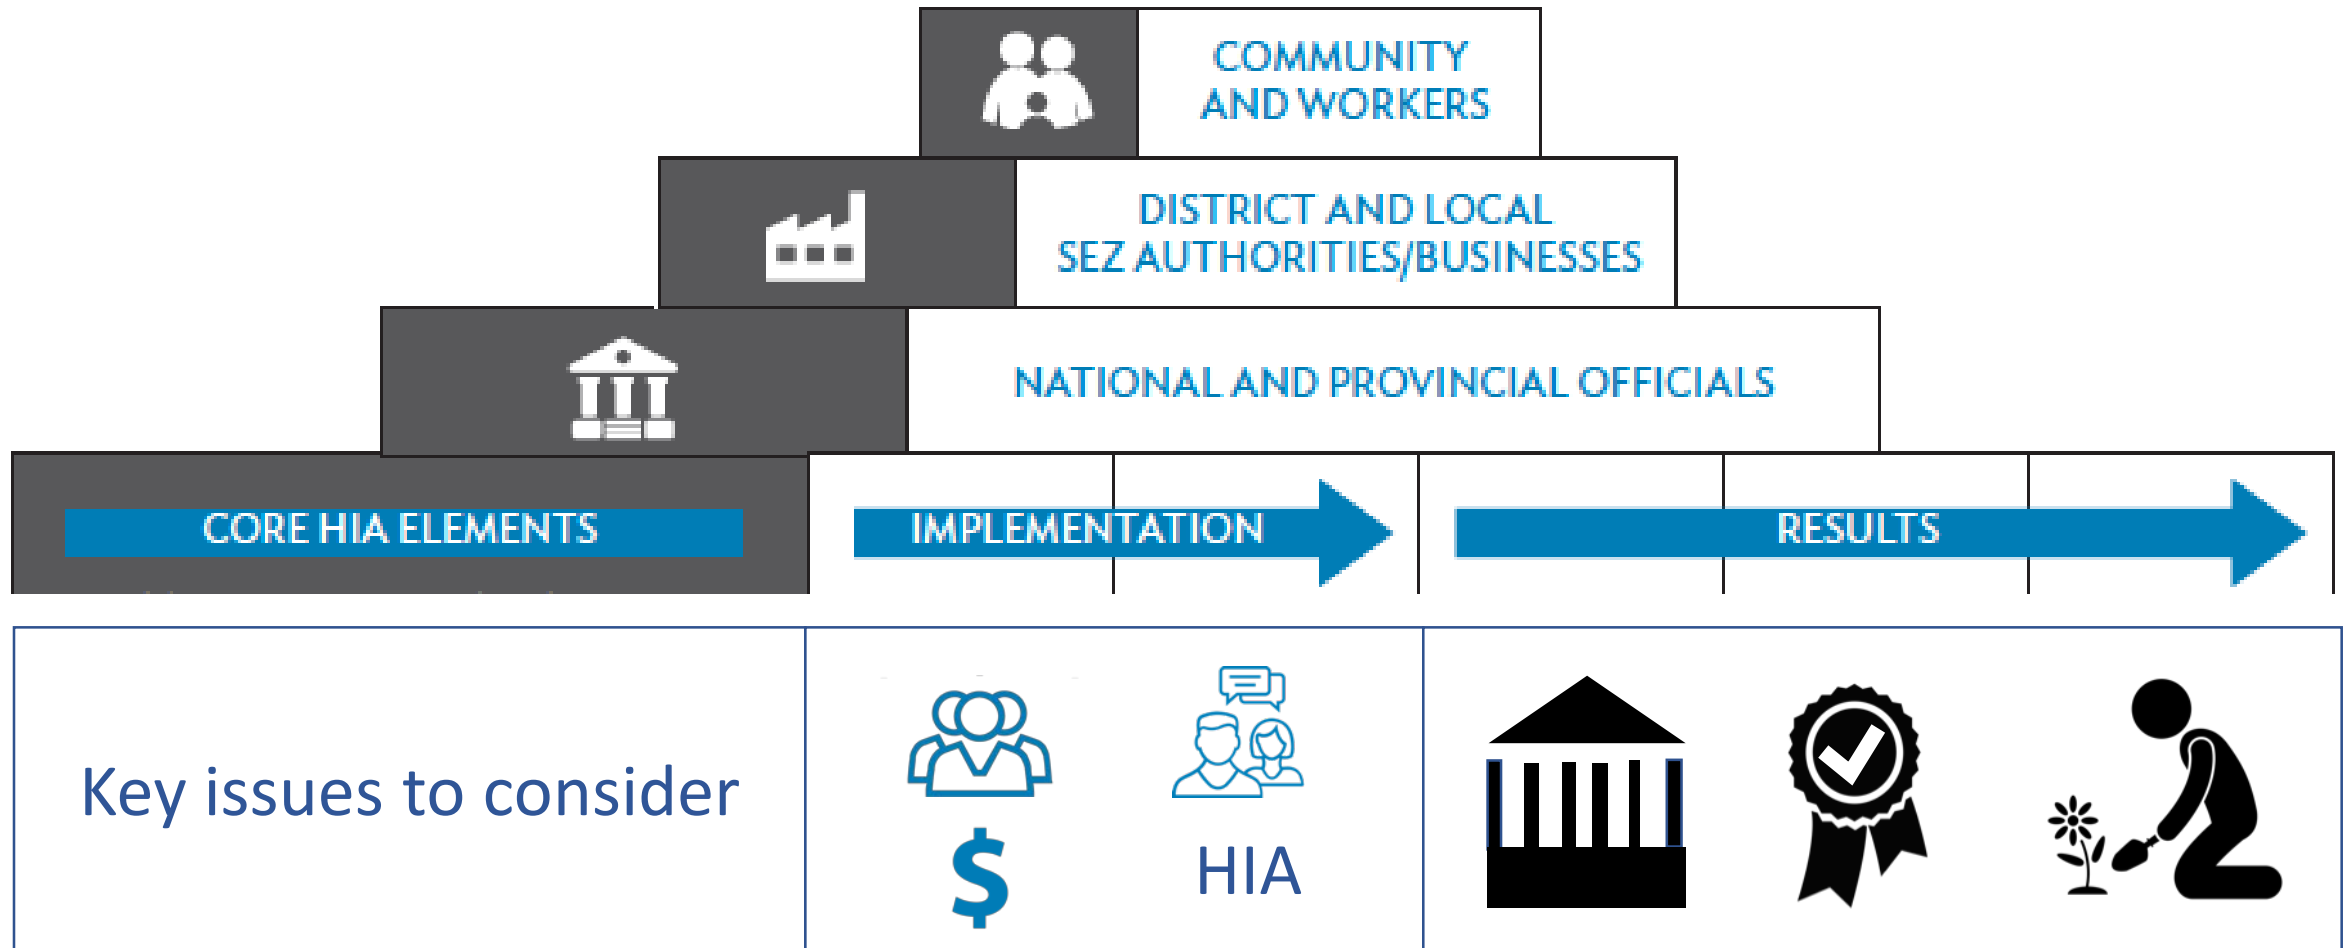 COMMUNITY
AND WORKERS
DISTRICT AND LOCAL
SEZ AUTHORITIES/BUSINESSES
NATIONAL AND PROVINCIAL OFFICIALS
CORE HIA ELEMENTS
IMPLEMENTATION
RESULTS
Key issues to consider
$
HIA